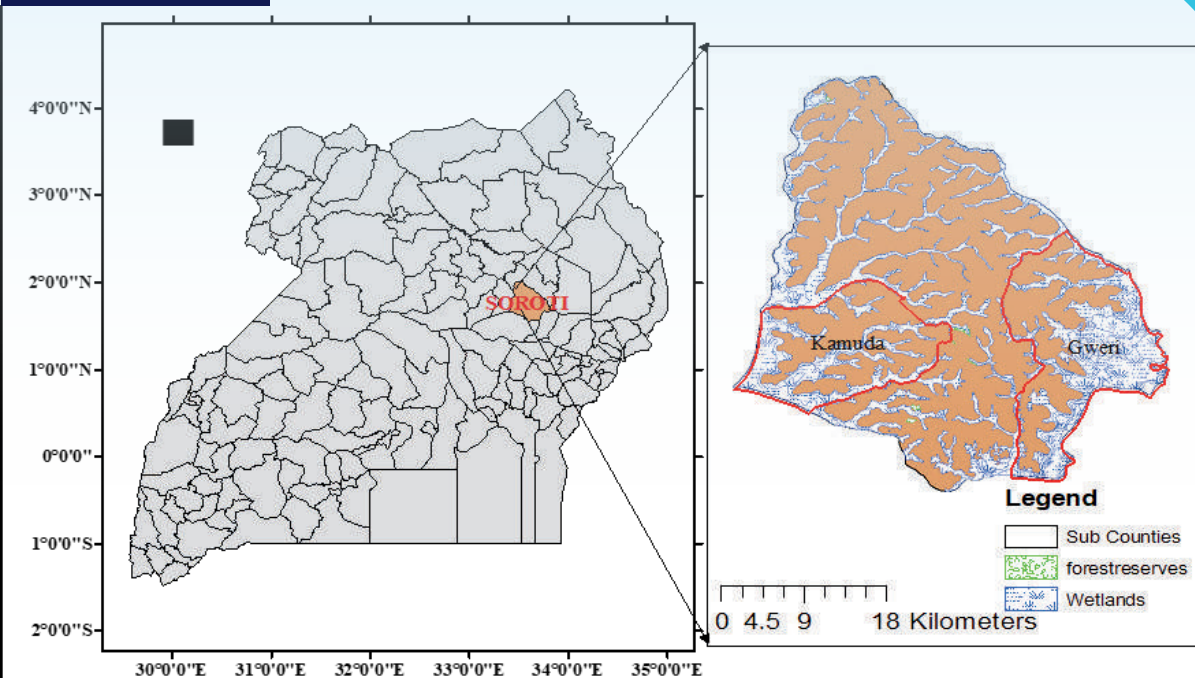 4°0'0"N
3°0'0"N
2°0'0"N
1°0'0"N
0°0'0"
1°0'0"S
2°0'0"S
30°0'0"E 31°0'0"E 32°0'0"E 33°0'0"E 34°0'0"E 35°0'0"E
SOROTI
Kamuda
Gweri
Legend
Sub Counties
forestreserves
Wetlands
0 4.5 9 18 Kilometers